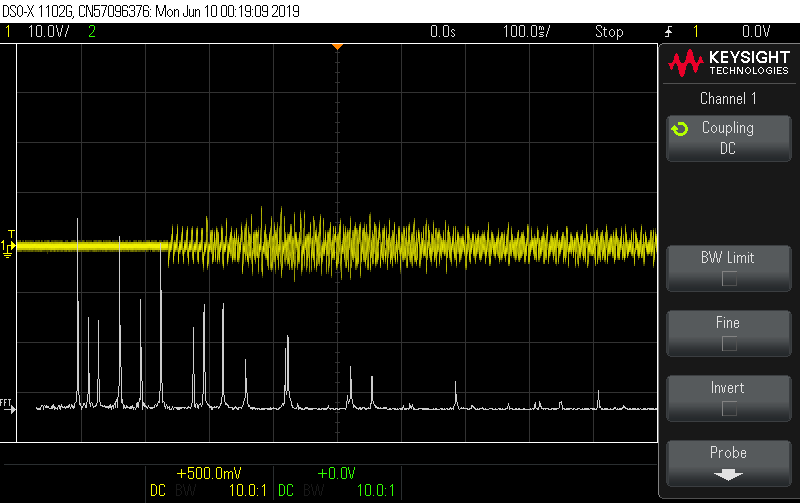 DSO-X 1102G, CN57096376: Mon Jun 10 00:19:09 2019
1 10.0V/ 2 0.0s 100.0ms/ Stop 1 0.0V
KEYSIGHT
TECHNOLOGIES
Channel 1
Coupling
DC
T
1
BW Limit
Fine
Invert
FFT
Probe
+500.0mV +0.0V
DC BW 10.0:1 DC BW 10.0:1